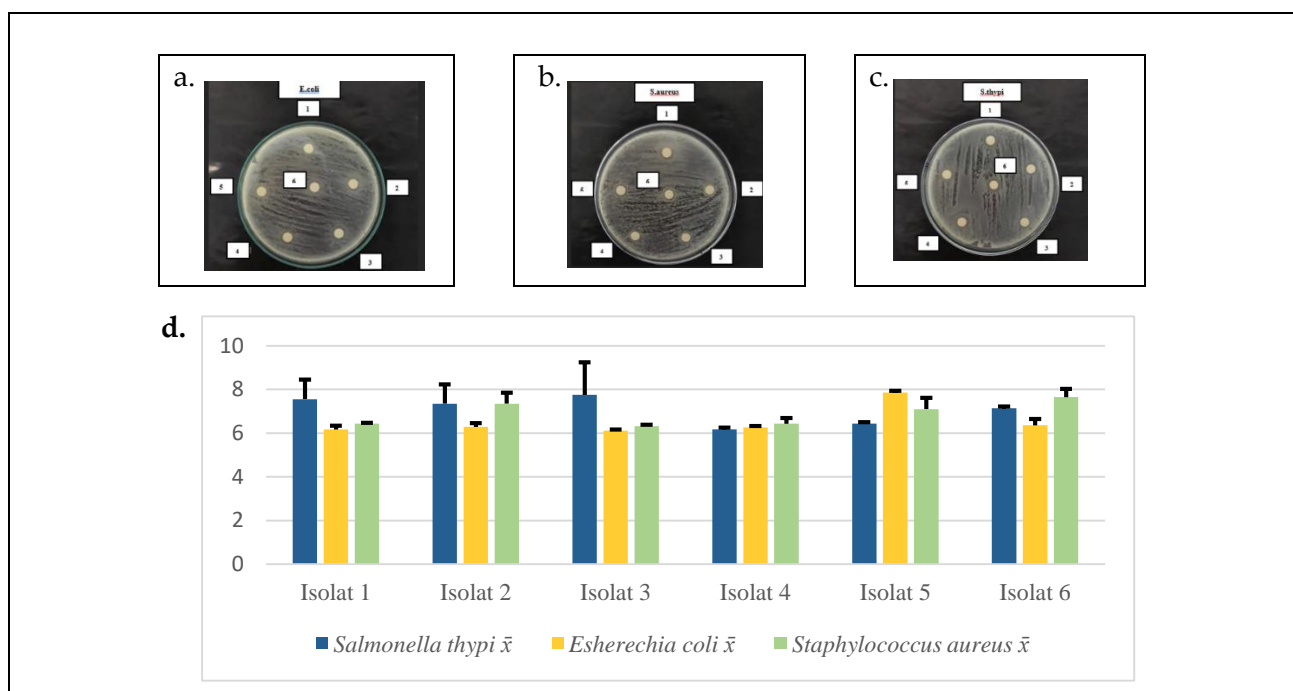 a.
E.coli
1
5
6
2
4
3
b.
S.aureus
1
5
6
2
4
3
c.
S.thypi
1
6
5
2
4
3
d.
10
8
6
4
2
0
Isolat 1 Isolat 2 Isolat 3 Isolat 4 Isolat 5 Isolat 6
Salmonella thypi x̄ Esherechia coli x̄ Staphylococcus aureus x̄